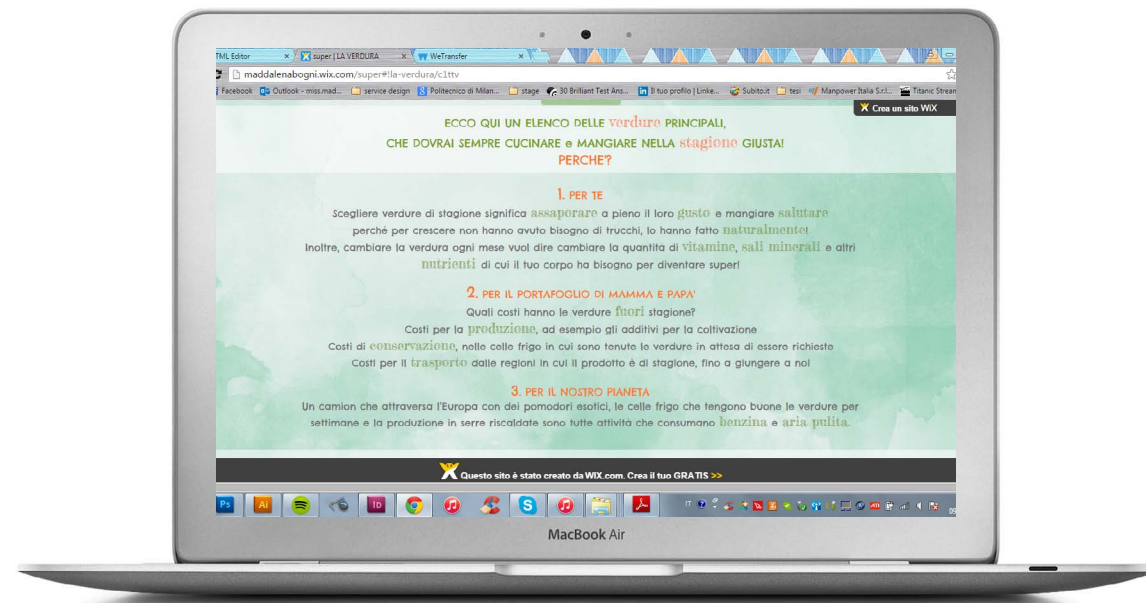 TML Editor super | LA VERDURA WeTransfer
maddalenabogni.wix.com/super#!la-verdura/c1ttv
Facebook Outlook - miss.mad... service design Politecnico di Milan... stage 30 Brilliant Test Ans... Il tuo profilo | Linke... Subito.it tesi Manpower Italia S.r.l... Titanic Stream
Crea un sito WiX
ECCO QUI UN ELENCO DELLE verdure PRINCIPALI,
CHE DOVRAI SEMPRE CUCINARE e MANGIARE NELLA stagione GIUSTA!
PERCHE'?
1. PER TE
Scegliere verdure di stagione significa assaporare a pieno il loro gusto e mangiare salutare
perché per crescere non hanno avuto bisogno di trucchi, lo hanno fatto naturalmente!
Inoltre, cambiare la verdura ogni mese vuol dire cambiare la quantità di vitamine, sali minerali e altri
nutrienti di cui il tuo corpo ha bisogno per diventare super!
2. PER IL PORTAFOGLIO DI MAMMA E PAPA'
Quali costi hanno le verdure fuori stagione?
Costi per la produzione, ad esempio gli additivi per la coltivazione
Costi di conservazione, nelle celle frigo in cui sono tenute le verdure in attesa di essere richieste
Costi per il trasporto dalle regioni in cui il prodotto è di stagione, fino a giungere a noi
3. PER IL NOSTRO PIANETA
Un camion che attraversa l'Europa con dei pomodori esotici, le celle frigo che tengono buone le verdure per
settimane e la produzione in serre riscaldate sono tutte attività che consumano benzina e aria pulita.
Questo sito è stato creato da WIX.com. Crea il tuo GRATIS >>
Ps Ai ID S IT
MacBook Air